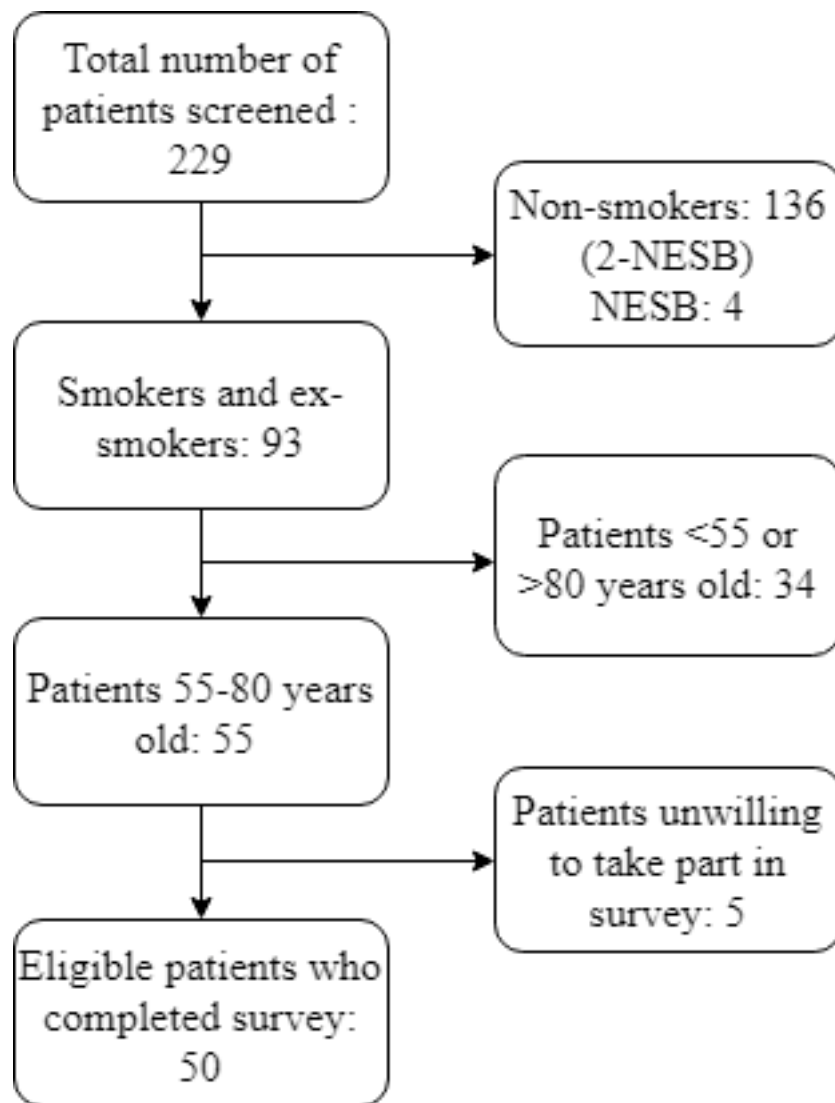 Total number of
patients screened :
229
Non-smokers: 136
(2-NESB)
NESB: 4
Smokers and ex-
smokers: 93
Patients <55 or
>80 years old: 34
Patients 55-80 years
old: 55
Patients unwilling
to take part in
survey: 5
Eligible patients who
completed survey:
50